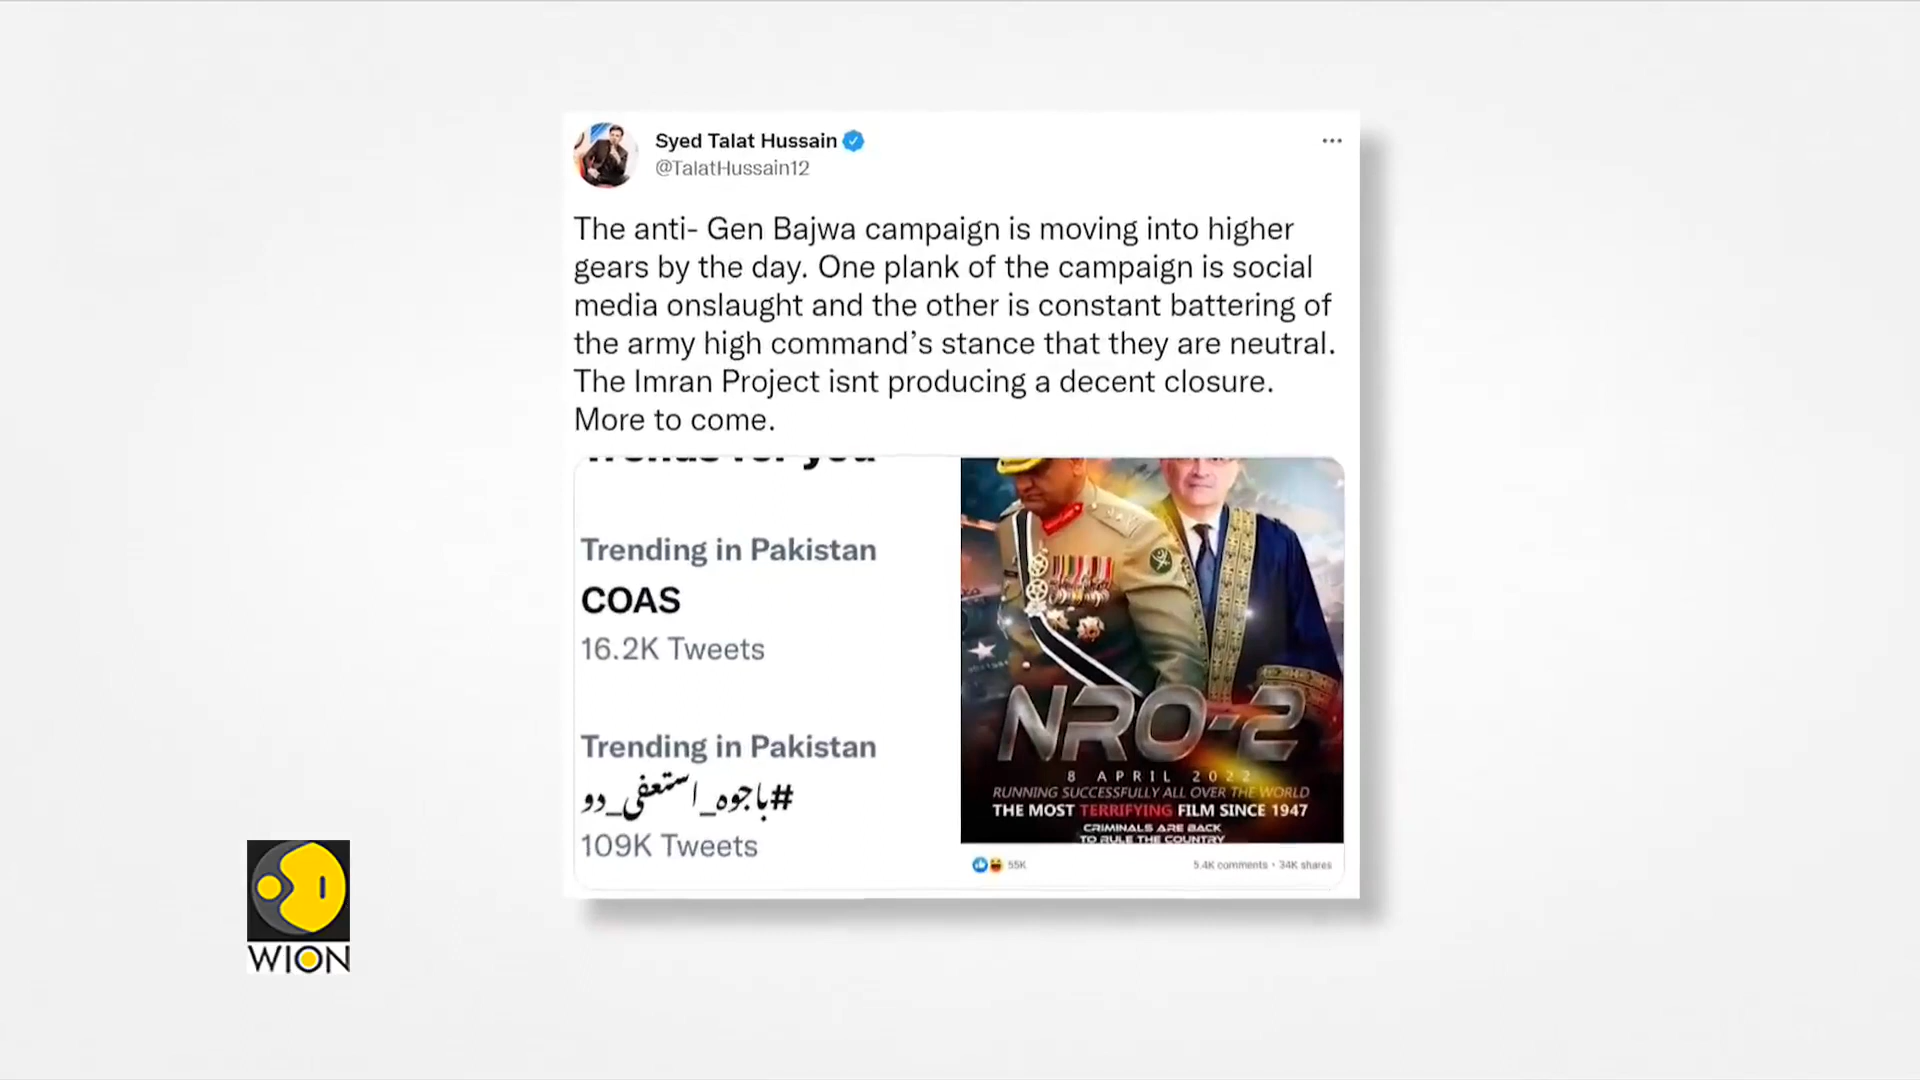 Syed Talat Hussain
@TalatHussain12
The anti- Gen Bajwa campaign is moving into higher
gears by the day. One plank of the campaign is social
media onslaught and the other is constant battering of
the army high command’s stance that they are neutral.
The Imran Project isnt producing a decent closure.
More to come.
Trends for you
Trending in Pakistan
COAS
16.2K Tweets
Trending in Pakistan
#باجوہ_استعفی_دو
109K Tweets
NRO-2
8 APRIL 2022
RUNNING SUCCESSFULLY ALL OVER THE WORLD
THE MOST TERRIFYING FILM SINCE 1947
CRIMINALS ARE BACK
TO RULE THE COUNTRY
55K
5.4K comments • 34K shares
WION